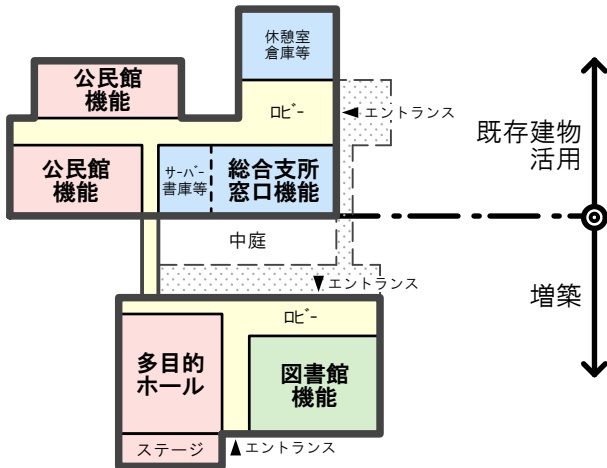 休憩室
倉庫等
公民館
機能
ロビー
◄ エントランス
既存建物
活用
公民館
機能
サーバー
書庫等
総合支所
窓口機能
中庭
▼ エントランス
増築
ロビー
多目的
ホール
図書館
機能
ステージ
▲ エントランス